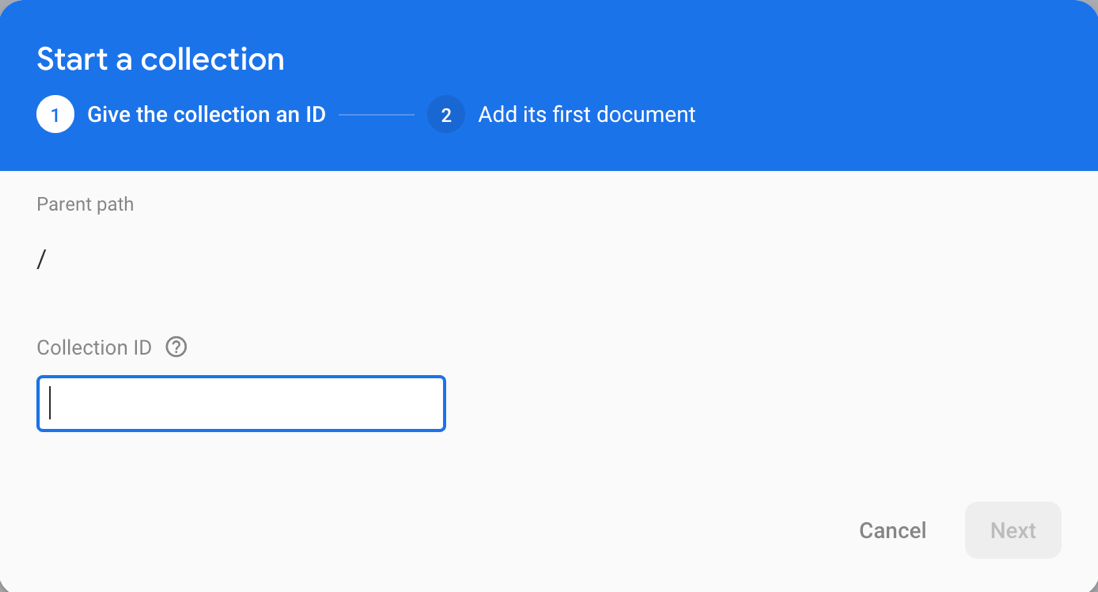 Start a collection
1 Give the collection an ID 2 Add its first document
Parent path
/
Collection ID ?
Cancel Next